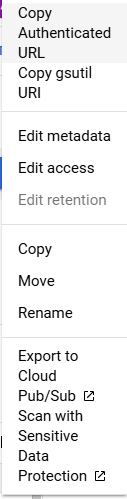 Copy
Authenticated
URL
Copy gsutil
URI
Edit metadata
Edit access
Edit retention
Copy
Move
Rename
Export to
Cloud
Pub/Sub
Scan with
Sensitive
Data
Protection